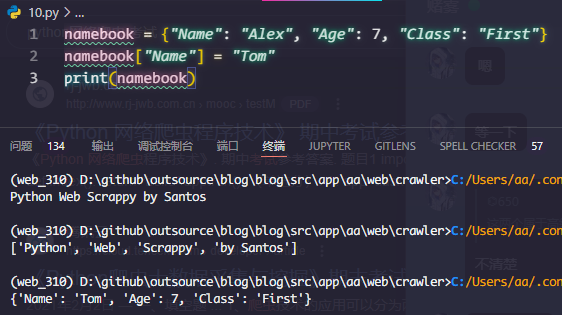 10.py > ...
1 namebook = {"Name": "Alex", "Age": 7, "Class": "First"}
2 namebook["Name"] = "Tom"
3 print(namebook)
问题 134 输出 调试控制台 端口 终端 JUPYTER GITLENS SPELL CHECKER 57
(web_310) D:\github\outsource\blog\blog\src\app\aa\web\crawler>C:/Users/aa/.con
Python Web Scrappy by Santos
(web_310) D:\github\outsource\blog\blog\src\app\aa\web\crawler>C:/Users/aa/.con
['Python', 'Web', 'Scrappy', 'by Santos']
(web_310) D:\github\outsource\blog\blog\src\app\aa\web\crawler>C:/Users/aa/.con
{'Name': 'Tom', 'Age': 7, 'Class': 'First'}